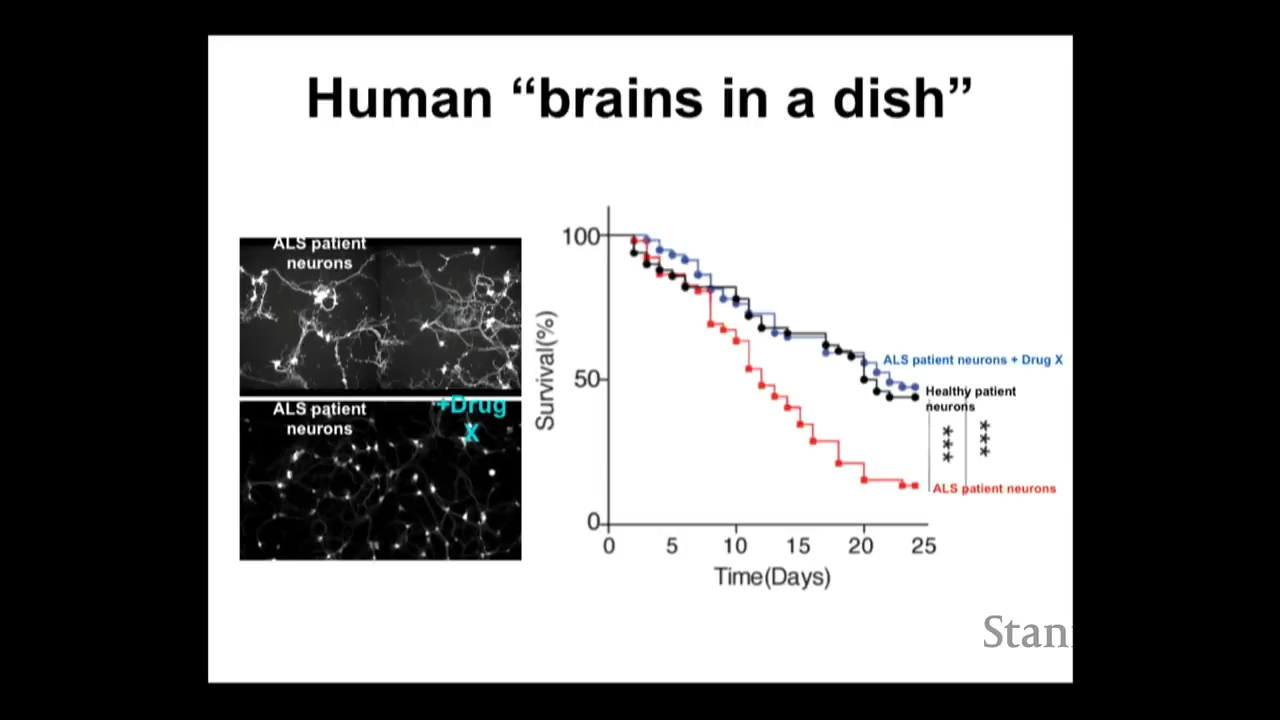 Human “brains in a dish”
ALS patient
neurons
ALS patient
neurons
+Drug
X
100
50
0
Survival(%)
0 5 10 15 20 25
Time(Days)
ALS patient neurons + Drug X
Healthy patient
neurons
***
***
ALS patient neurons
Stan